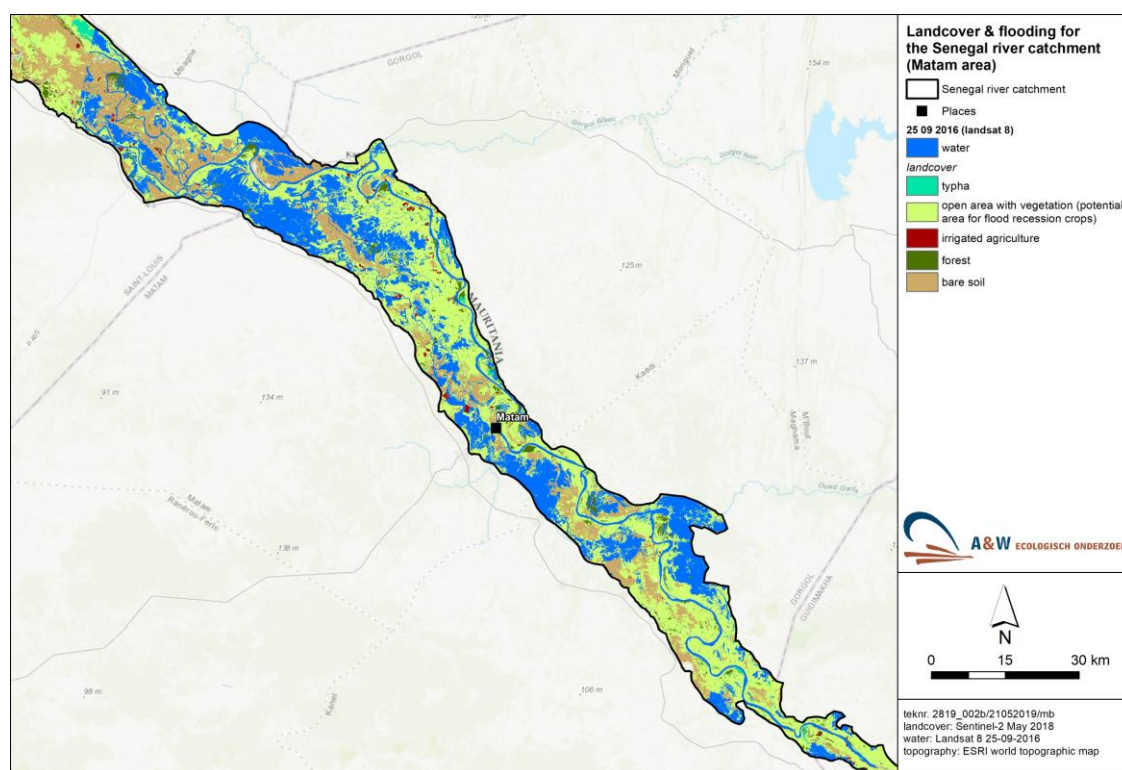 Landcover & flooding for
the Senegal river catchment
(Matam area)
Senegal river catchment
Places
25 09 2016 (landsat 8)
water
landcover
typha
open area with vegetation (potential
area for flood recession crops)
irrigated agriculture
forest
bare soil
A&W ECOLOGISCH ONDERZOE
N
0 15 30 km
teknr. 2819_002b/21052019/mb
landcover: Sentinel-2 May 2018
water: Landsat 8 25-09-2016
topography: ESRI world topographic map
120 m
Mbagne
GORGOL
Monguel
154 m
Gorgol Blanc
Gorgol Noir
Ka
SAINT-LOUIS
MATAM
125 m
MAURITANIA
91 m
134 m
137 m
Kaédi
M'Bout
Maghama
Matam
Matam
Ranérou-Ferlo
138 m
Oued Garfa
GORGOL
GUIDIMAKHA
98 m
Kanel
106 m